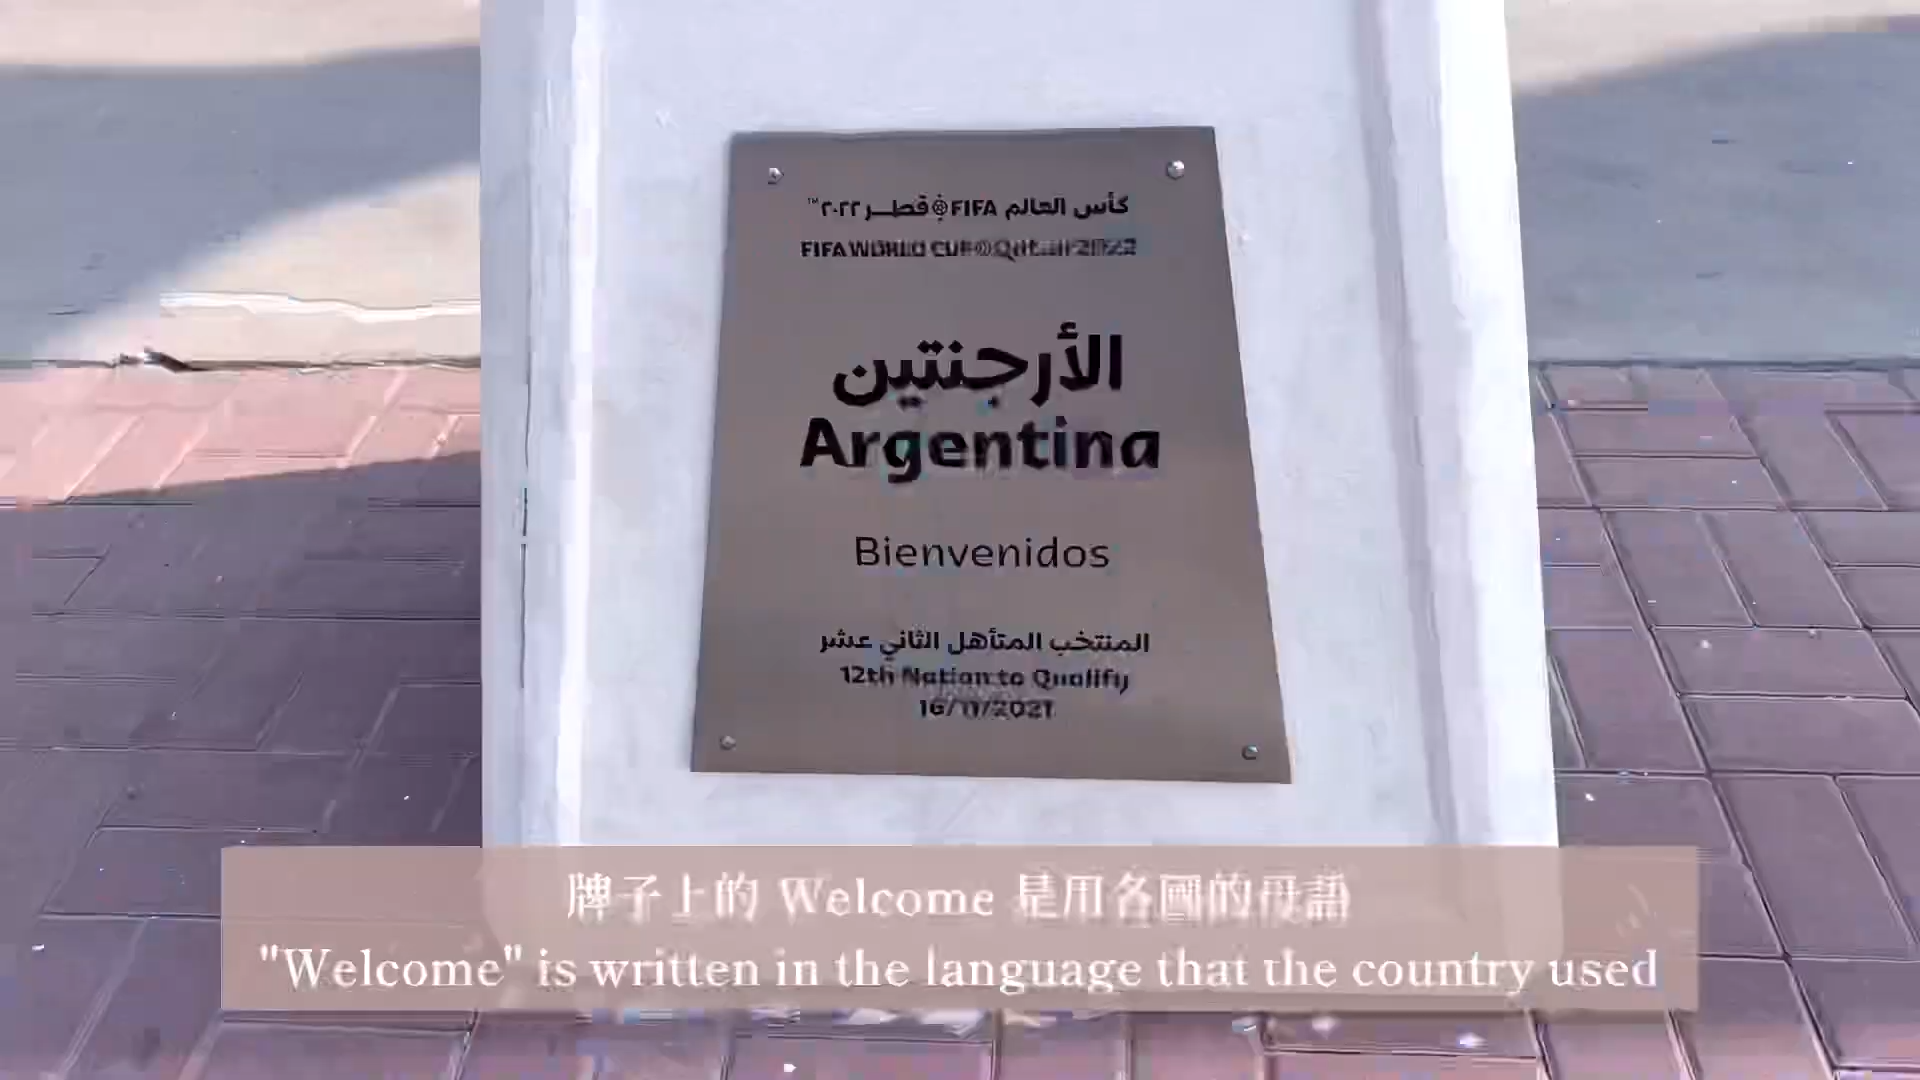 كأس العالم FIFA قطر ٢٠٢٢™
FIFA WORLD CUP Qatar 2022
الأرجنتين
Argentina
Bienvenidos
المنتخب المتأهل الثاني عشر
12th Nation to Qualify
16/11/2021
牌子上的 Welcome 是用各國的母語
"Welcome" is written in the language that the country used